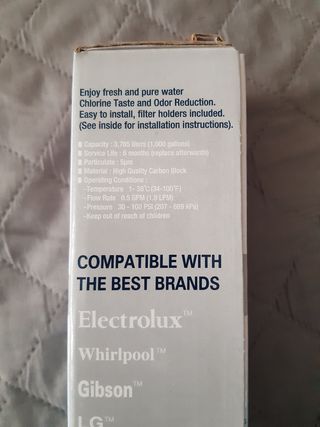 Enjoy fresh and pure water
Chlorine Taste and Odor Reduction.
Easy to install, filter holders included.
(See inside for installation instructions).
Capacity : 3,785 liters (1,000 gallons)
Service Life : 6 months (replace afterworth)
Particulate : 5μm
Material : High Quality Carbon Block
Operating Conditions :
-Temperature 1- 38°C (34-100°F)
-Flow Rate 0.5 GPM (1.9 LPM)
-Pressure 30 - 100 PSI (207 - 689 kPa)
-Keep out of reach of children
COMPATIBLE WITH
THE BEST BRANDS
Electrolux™
Whirlpool™
Gibson™
LG™